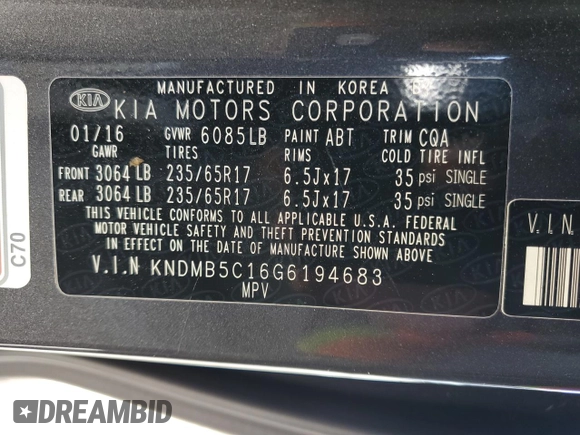 MANUFACTURED IN KOREA BY
KIA KIA MOTORS CORPORATION
01/16 GVWR 6085LB PAINT ABT TRIM CQA
GAWR TIRES RIMS COLD TIRE INFL
FRONT 3064 LB 235/65R17 6.5Jx17 35 psi SINGLE
REAR 3064 LB 235/65R17 6.5Jx17 35 psi SINGLE
THIS VEHICLE CONFORMS TO ALL APPLICABLE U.S.A. FEDERAL
MOTOR VEHICLE SAFETY AND THEFT PREVENTION STANDARDS
IN EFFECT ON THE DATE OF MANUFACTURE SHOWN ABOVE
V.I.N KNDMB5C16G6194683
MPV
C70
V.I.N
DREAMBID